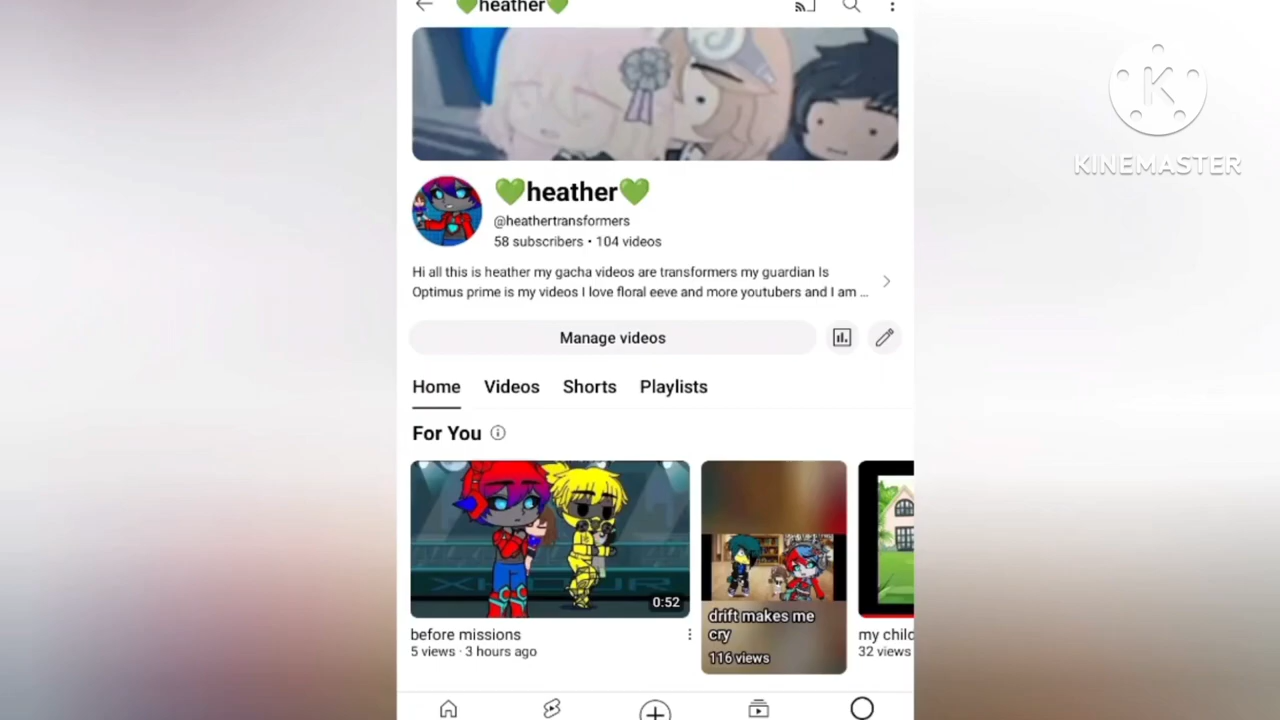 💚heather💚
K
KINEMASTER
💚heather💚
@heathertransformers
58 subscribers • 104 videos
Hi all this is heather my gacha videos are transformers my guardian Is
Optimus prime is my videos I love floral eeve and more youtubers and I am ...
Manage videos
Home Videos Shorts Playlists
For You
0:52
before missions
5 views · 3 hours ago
drift makes me
cry
116 views
my chilc
32 views